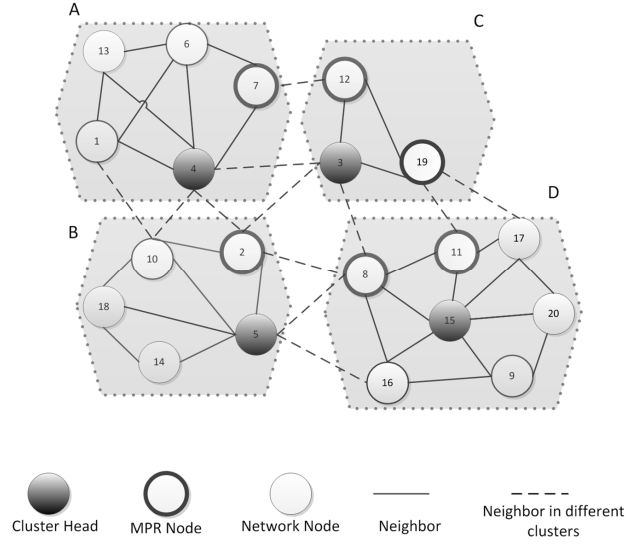 A
C
13
6
7
12
1
4
3
19
B
D
10
2
8
11
17
18
5
15
20
14
16
9
Cluster Head
MPR Node
Network Node
Neighbor
Neighbor in different
clusters